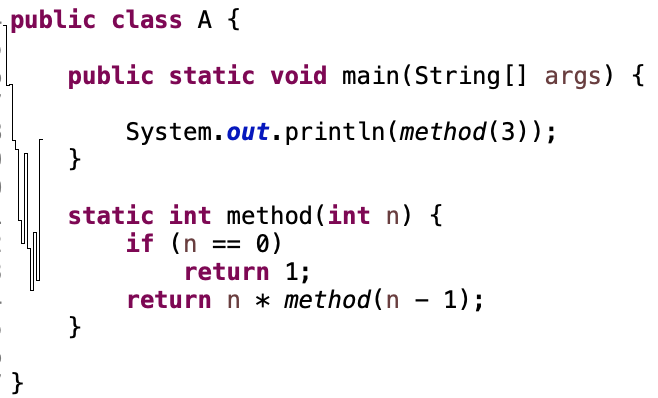 public class A {
public static void main(String[] args) {
System.out.println(method(3));
}
static int method(int n) {
if (n == 0)
return 1;
return n * method(n - 1);
}
}